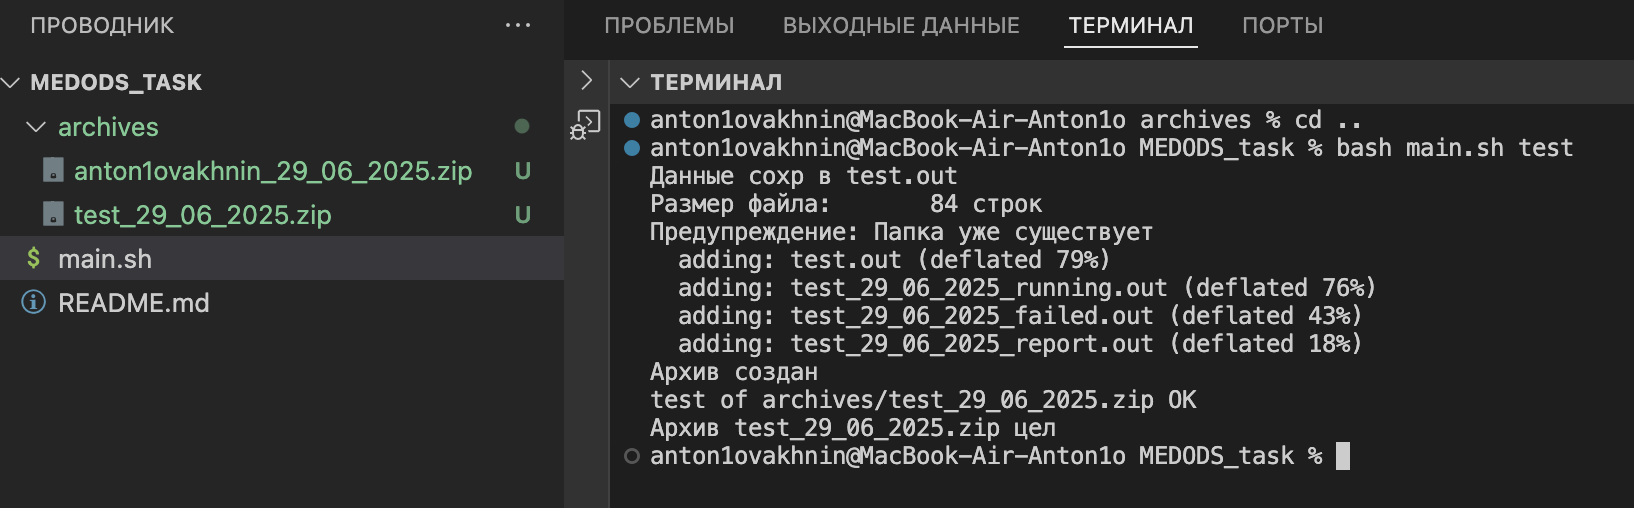 ПРОВОДНИК
MEDODS_TASK
archives
anton1ovakhnin_29_06_2025.zip U
test_29_06_2025.zip U
$ main.sh
README.md
ПРОБЛЕМЫ ВЫХОДНЫЕ ДАННЫЕ ТЕРМИНАЛ ПОРТЫ
ТЕРМИНАЛ
anton1ovakhnin@MacBook-Air-Anton1o archives % cd ..
anton1ovakhnin@MacBook-Air-Anton1o MEDODS_task % bash main.sh test
Данные сохр в test.out
Размер файла:       84 строк
Предупреждение: Папка уже существует
  adding: test.out (deflated 79%)
  adding: test_29_06_2025_running.out (deflated 76%)
  adding: test_29_06_2025_failed.out (deflated 43%)
  adding: test_29_06_2025_report.out (deflated 18%)
Архив создан
test of archives/test_29_06_2025.zip OK
Архив test_29_06_2025.zip цел
anton1ovakhnin@MacBook-Air-Anton1o MEDODS_task %